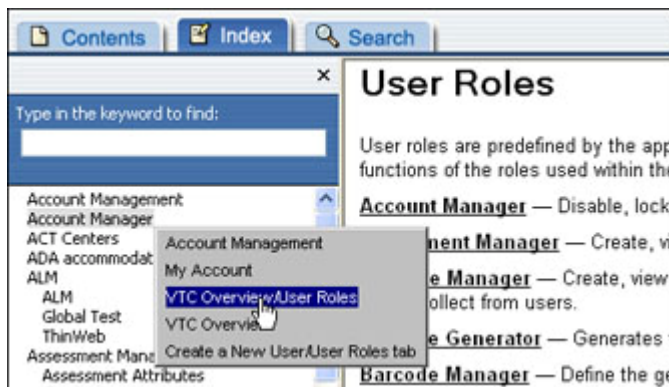 Contents Index Search
×
Type in the keyword to find:
Account Management
Account Manager
ACT Centers
ADA accommodat
ALM
ALM
Global Test
ThinWeb
Assessment Mana
Assessment Attributes
Account Management
My Account
VTC Overview/User Roles
VTC Overview
Create a New User/User Roles tab
User Roles
User roles are predefined by the app
functions of the roles used within the
Account Manager — Disable, lock
nent Manager — Create, vi
e Manager — Create, view
ollect from users.
e Generator — Generates
Barcode Manager — Define the ge